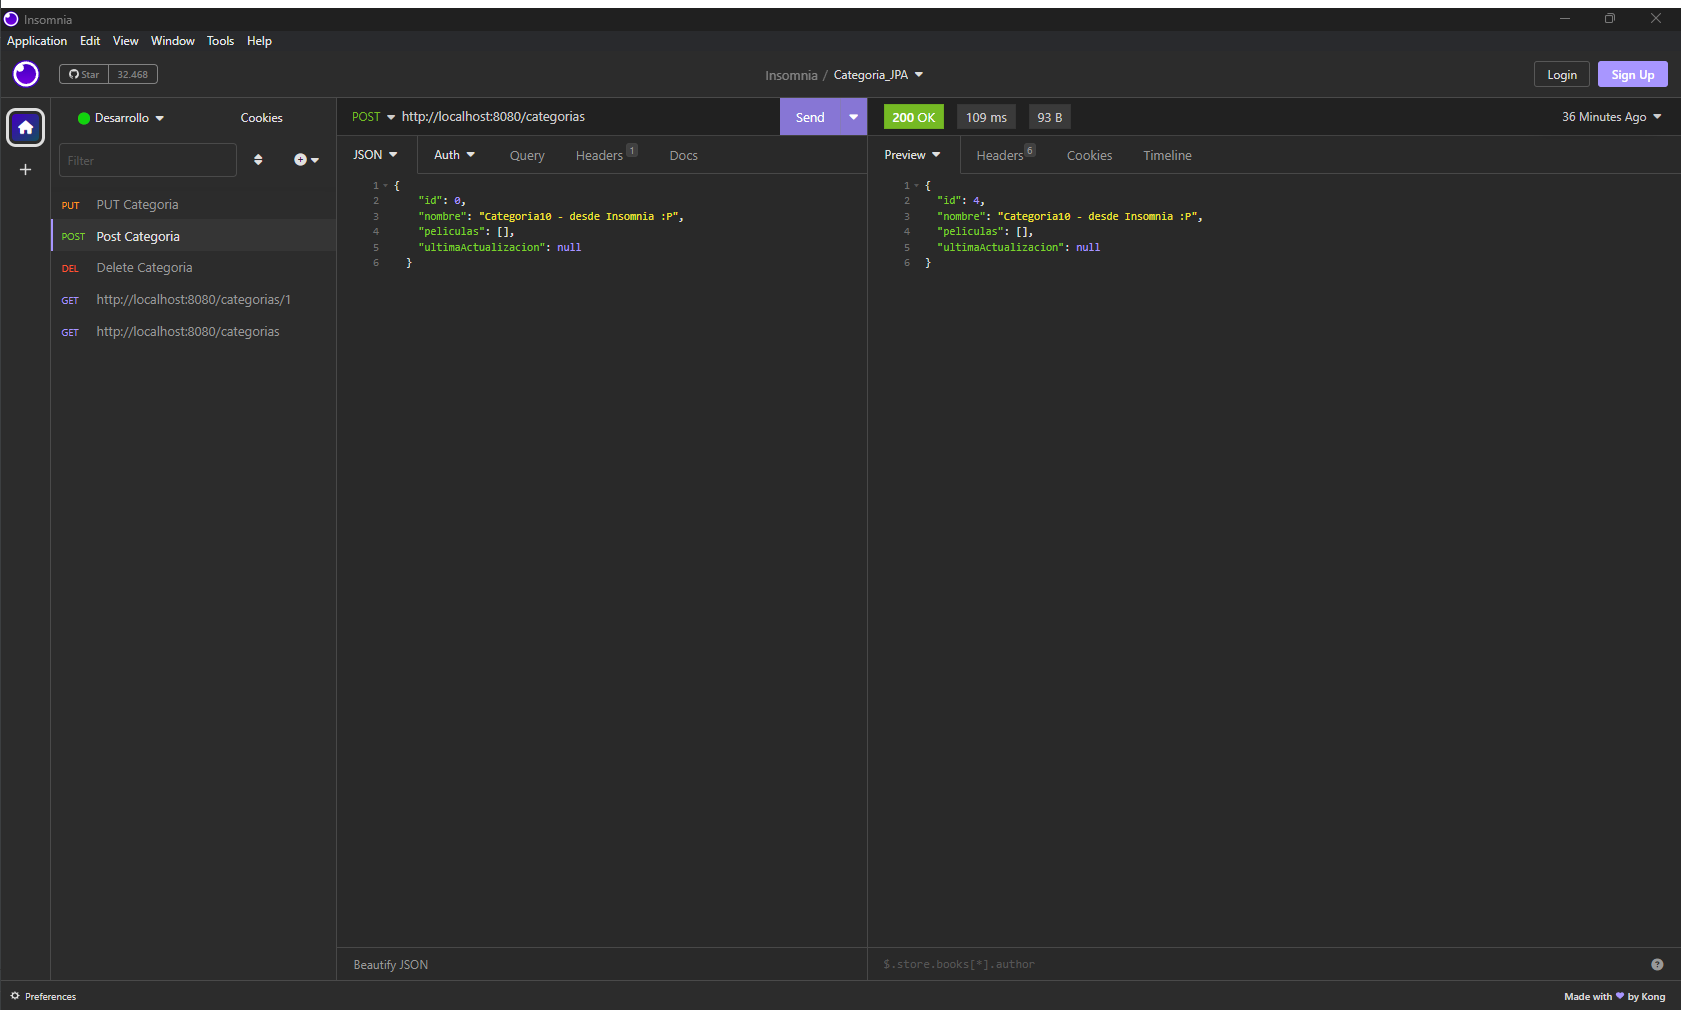 Insomnia
Application Edit View Window Tools Help
Star 32.468
Insomnia / Categoria_JPA
Login Sign Up
Desarrollo Cookies
Filter
PUT PUT Categoria
POST Post Categoria
DEL Delete Categoria
GET http://localhost:8080/categorias/1
GET http://localhost:8080/categorias
POST http://localhost:8080/categorias Send
JSON Auth Query Headers 1 Docs
1 {
2 "id": 0,
3 "nombre": "Categoria10 - desde Insomnia :P",
4 "peliculas": [],
5 "ultimaActualizacion": null
6 }
Beautify JSON
200 OK 109 ms 93 B 36 Minutes Ago
Preview Headers 6 Cookies Timeline
1 {
2 "id": 4,
3 "nombre": "Categoria10 - desde Insomnia :P",
4 "peliculas": [],
5 "ultimaActualizacion": null
6 }
$.store.books[*].author ?
Preferences
Made with ❤ by Kong